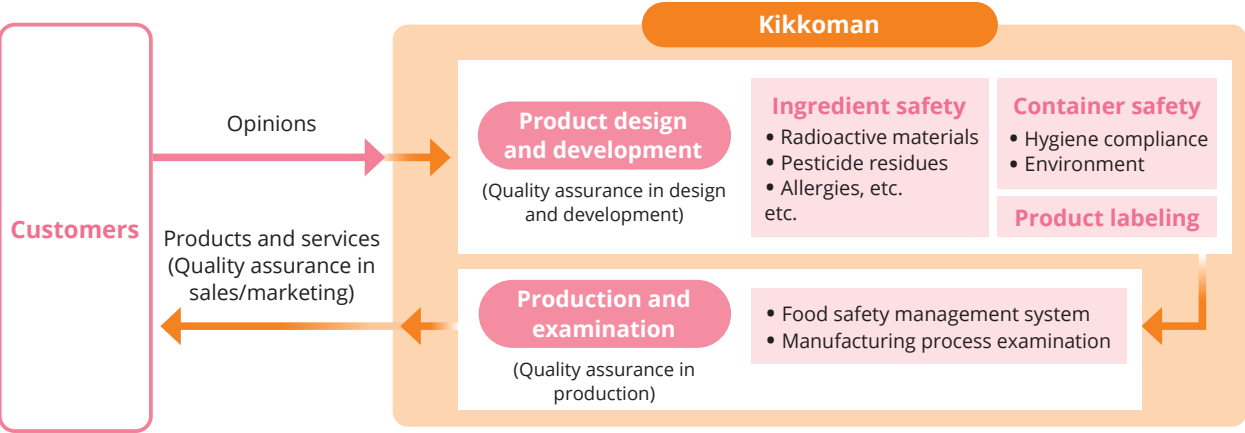 Kikkoman
Customers
Opinions
Product design
and development
(Quality assurance in design
and development)
Ingredient safety
• Radioactive materials
• Pesticide residues
• Allergies, etc.
etc.
Container safety
• Hygiene compliance
• Environment
Product labeling
Products and services
(Quality assurance in
sales/marketing)
Production and
examination
(Quality assurance in
production)
• Food safety management system
• Manufacturing process examination